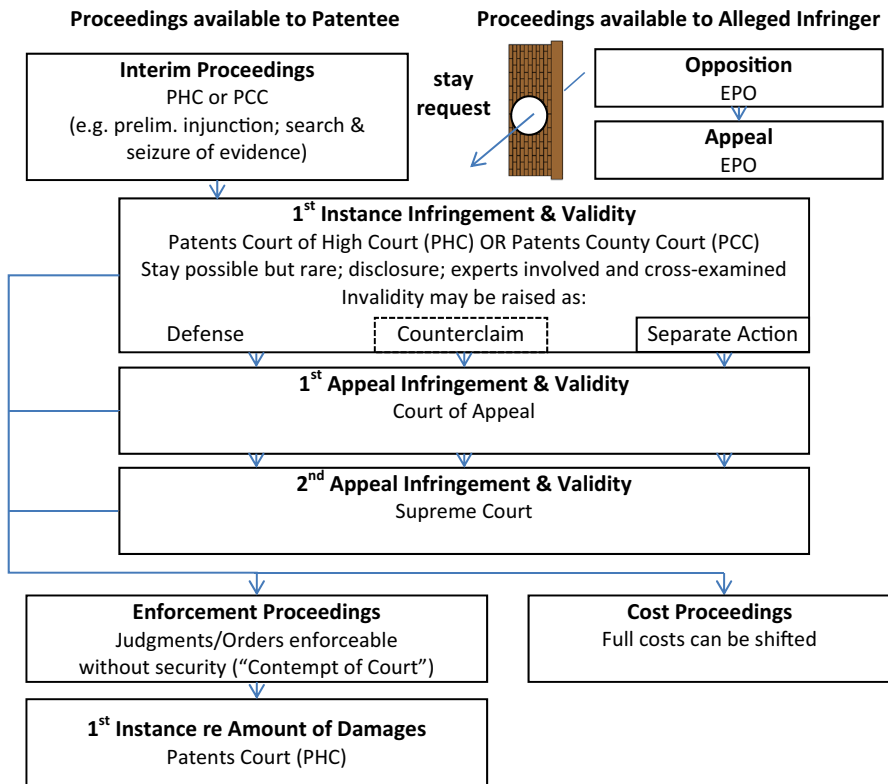 Proceedings available to Patentee
Proceedings available to Alleged Infringer
Interim Proceedings
PHC or PCC
(e.g. prelim. injunction; search &
seizure of evidence)
stay
request
Opposition
EPO
Appeal
EPO
1st Instance Infringement & Validity
Patents Court of High Court (PHC) OR Patents County Court (PCC)
Stay possible but rare; disclosure; experts involved and cross-examined
Invalidity may be raised as:
Defense
Counterclaim
Separate Action
1st Appeal Infringement & Validity
Court of Appeal
2nd Appeal Infringement & Validity
Supreme Court
Enforcement Proceedings
Judgments/Orders enforceable
without security (“Contempt of Court”)
Cost Proceedings
Full costs can be shifted
1st Instance re Amount of Damages
Patents Court (PHC)